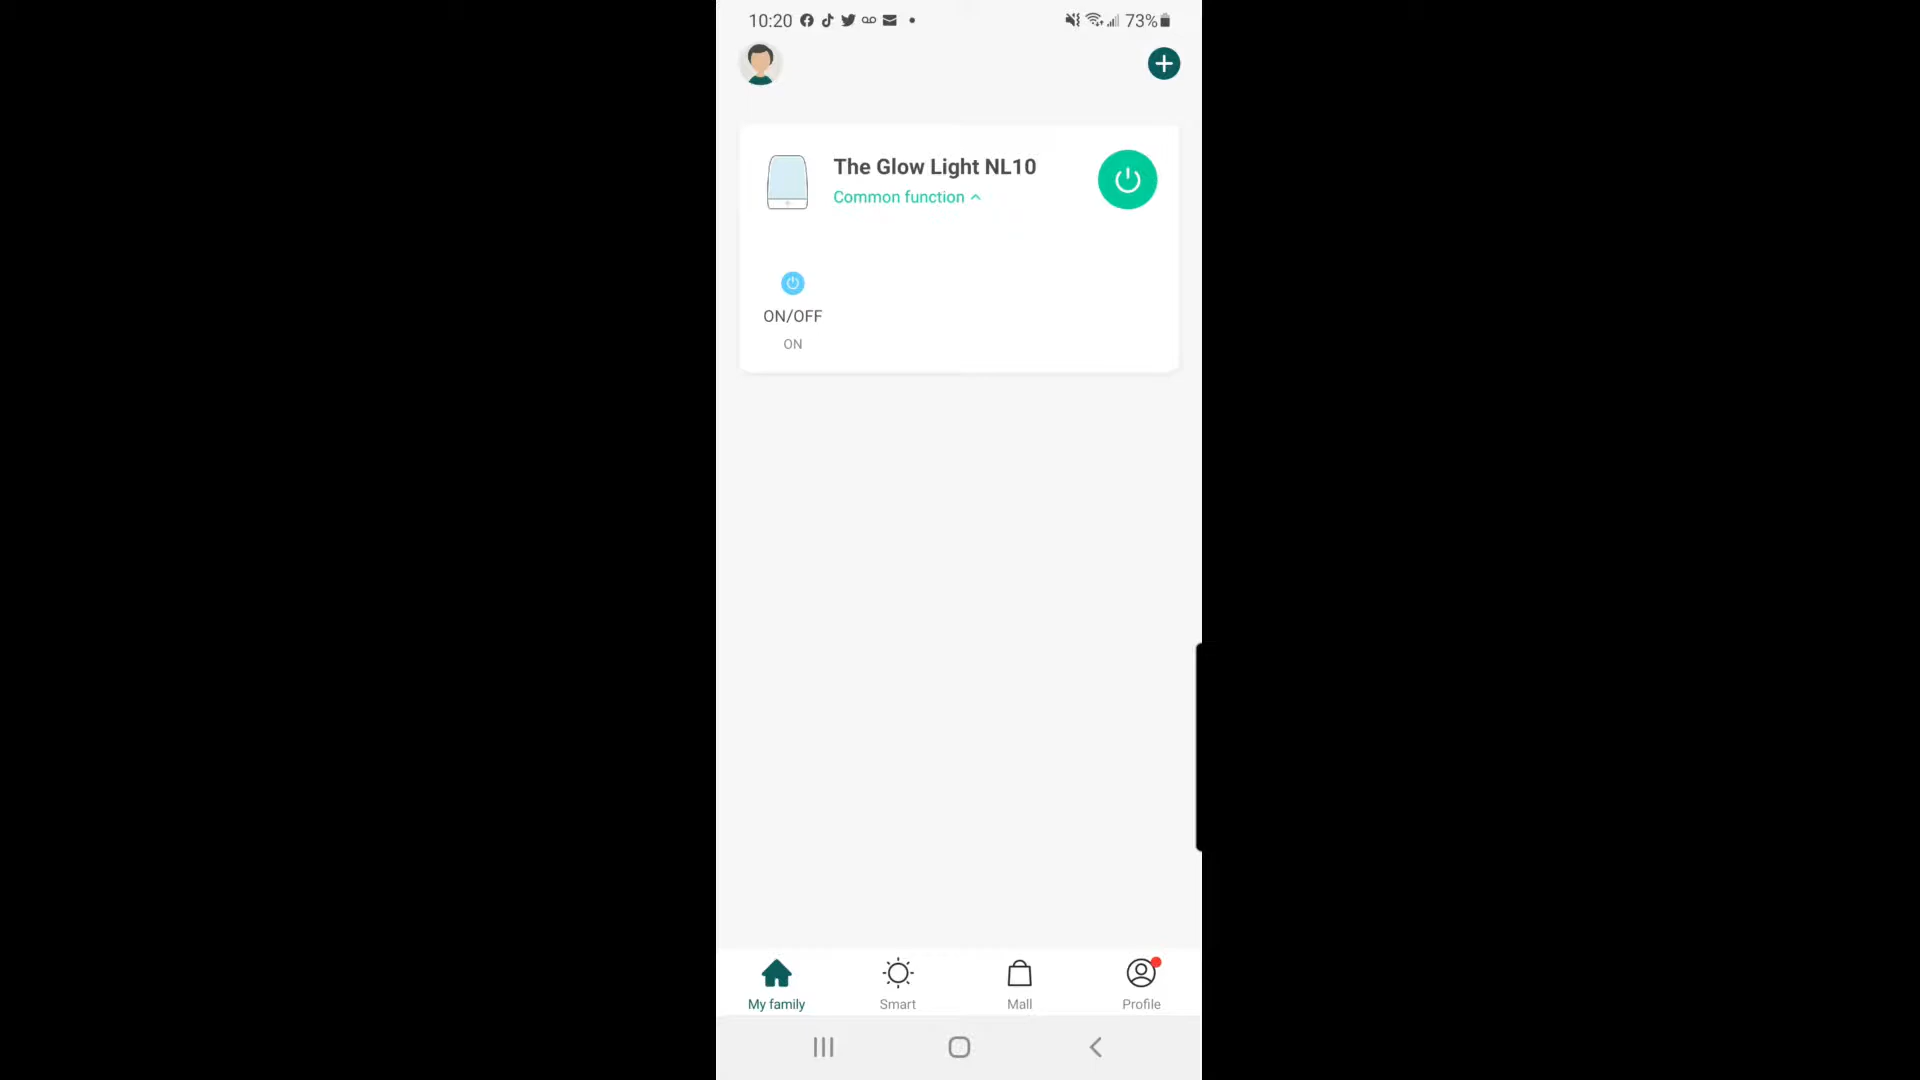 10:20
73%
The Glow Light NL10
Common function
ON/OFF
ON
My family
Smart
Mall
Profile